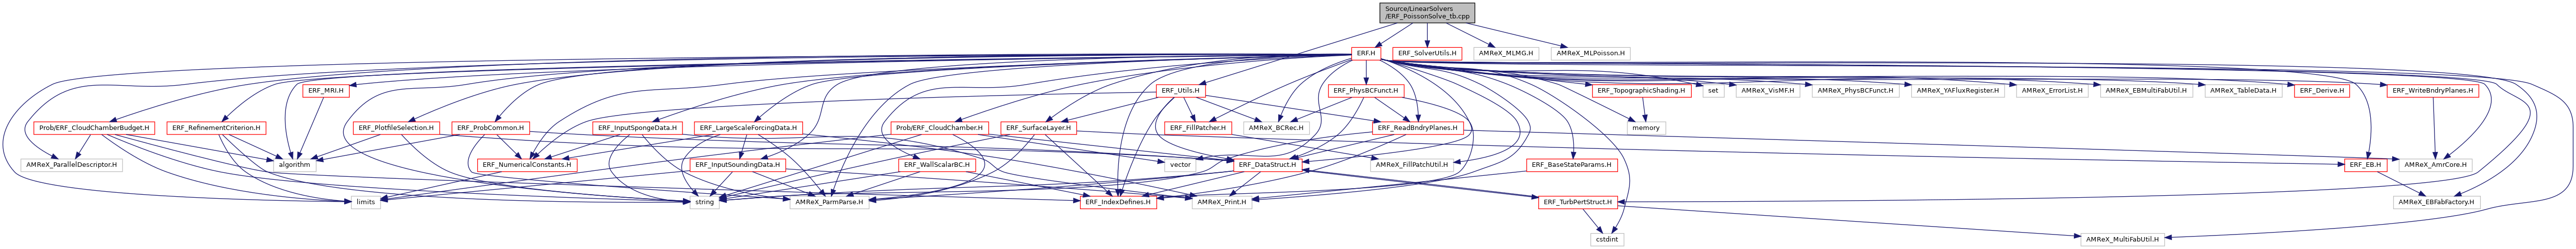 Source/LinearSolvers
/ERF_PoissonSolve_tb.cpp
ERF.H
ERF_SolverUtils.H
AMReX_MLMG.H
AMReX_MLPoisson.H
ERF_MRI.H
ERF_Utils.H
ERF_PhysBCFunct.H
ERF_TopographicShading.H
set
AMReX_VisMF.H
AMReX_PhysBCFunct.H
AMReX_YAFluxRegister.H
AMReX_ErrorList.H
AMReX_EBMultiFabUtil.H
AMReX_TableData.H
ERF_Derive.H
ERF_WriteBndryPlanes.H
Prob/ERF_CloudChamberBudget.H
ERF_RefinementCriterion.H
ERF_PlotfileSelection.H
ERF_ProbCommon.H
ERF_InputSpongeData.H
ERF_LargeScaleForcingData.H
Prob/ERF_CloudChamber.H
ERF_SurfaceLayer.H
ERF_FillPatcher.H
AMReX_BCRec.H
ERF_ReadBndryPlanes.H
memory
AMReX_ParallelDescriptor.H
algorithm
ERF_NumericalConstants.H
ERF_InputSoundingData.H
ERF_WallScalarBC.H
vector
ERF_DataStruct.H
AMReX_FillPatchUtil.H
ERF_BaseStateParams.H
ERF_EB.H
AMReX_AmrCore.H
limits
string
AMReX_ParmParse.H
ERF_IndexDefines.H
AMReX_Print.H
ERF_TurbPertStruct.H
AMReX_EBFabFactory.H
cstdint
AMReX_MultiFabUtil.H